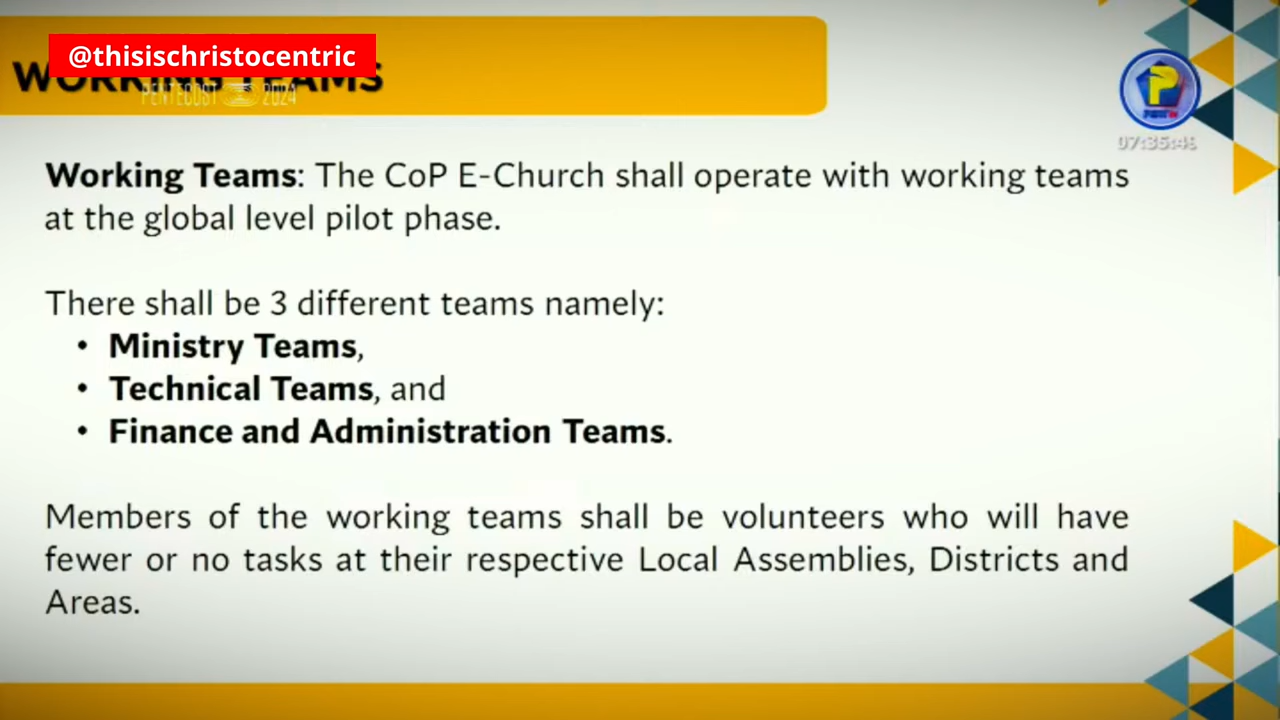 @thisischristocentric
WORKING TEAMS
PENTECOST 2024
P
07:35:4
Working Teams: The CoP E-Church shall operate with working teams
at the global level pilot phase.
There shall be 3 different teams namely:
• Ministry Teams,
• Technical Teams, and
• Finance and Administration Teams.
Members of the working teams shall be volunteers who will have
fewer or no tasks at their respective Local Assemblies, Districts and
Areas.